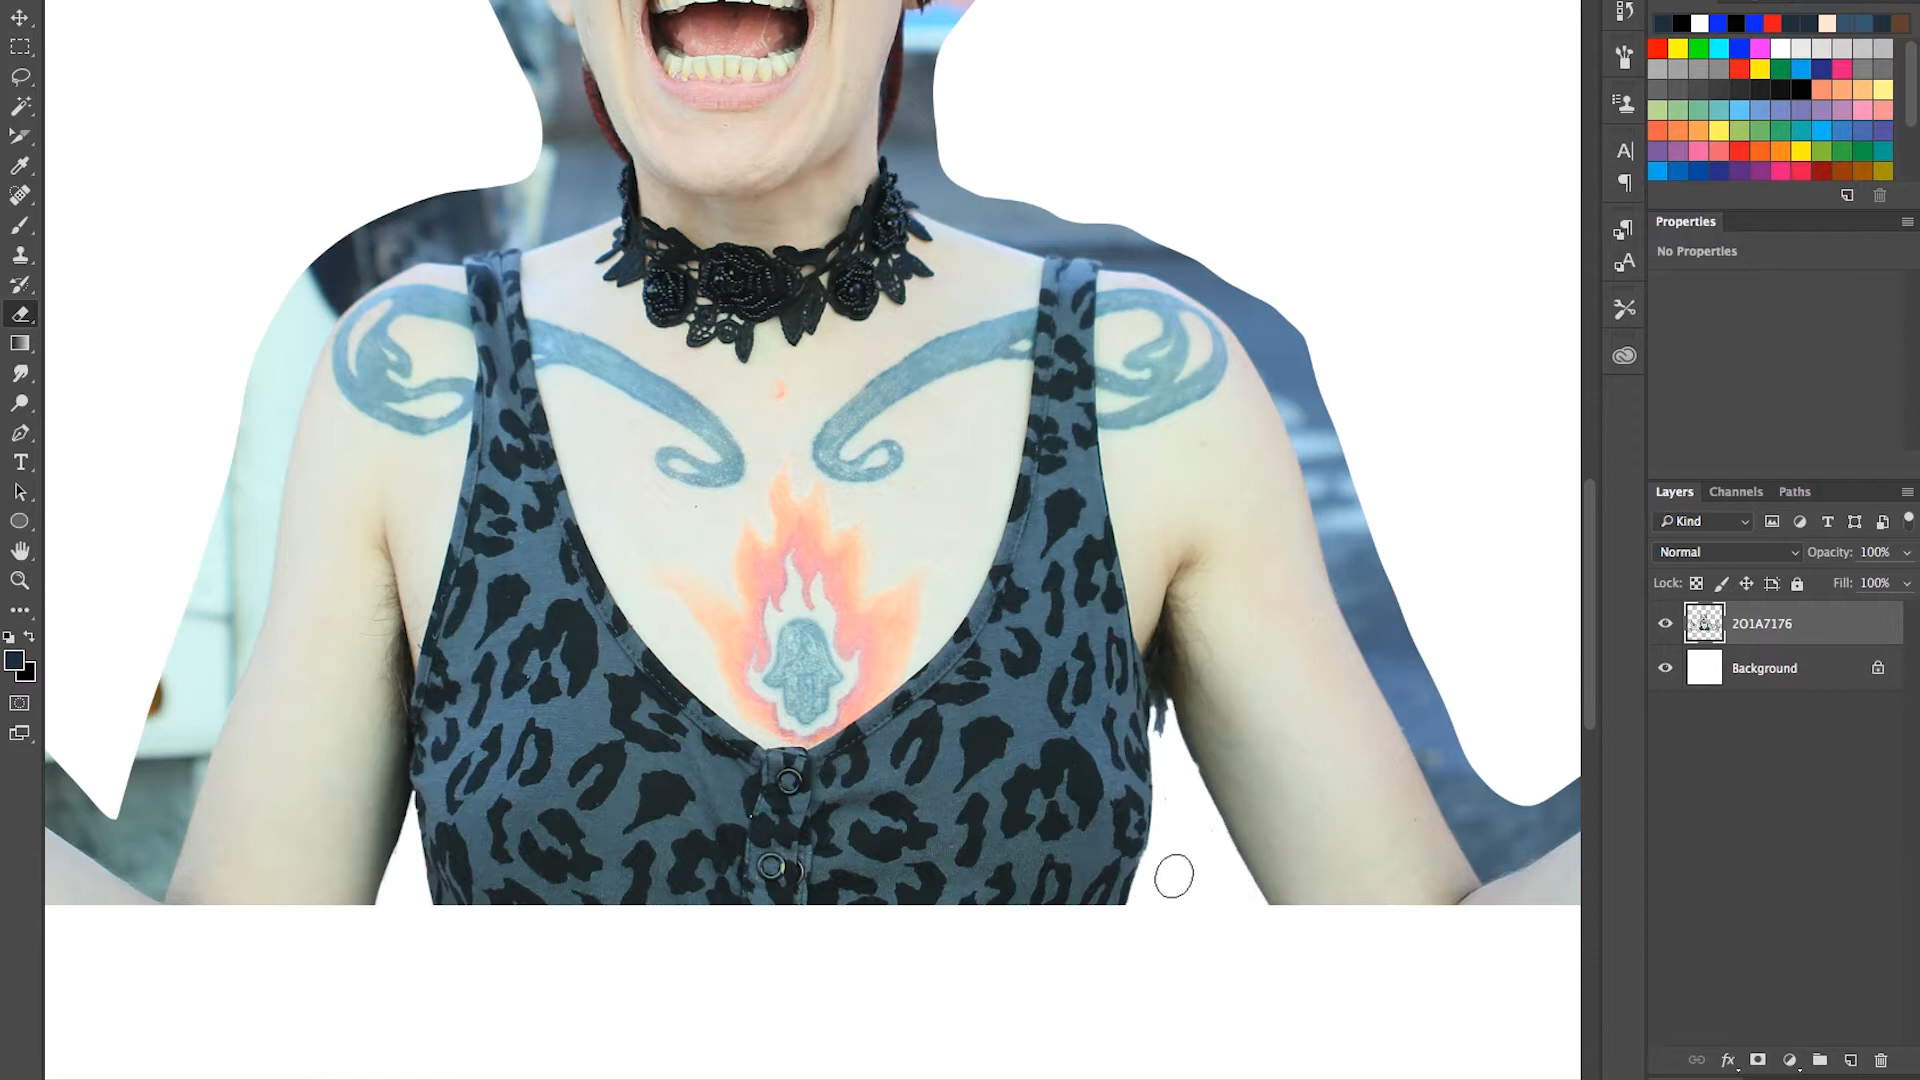 Properties
No Properties
Layers Channels Paths
Kind
Normal Opacity: 100%
Lock: Fill: 100%
2O1A7176
Background